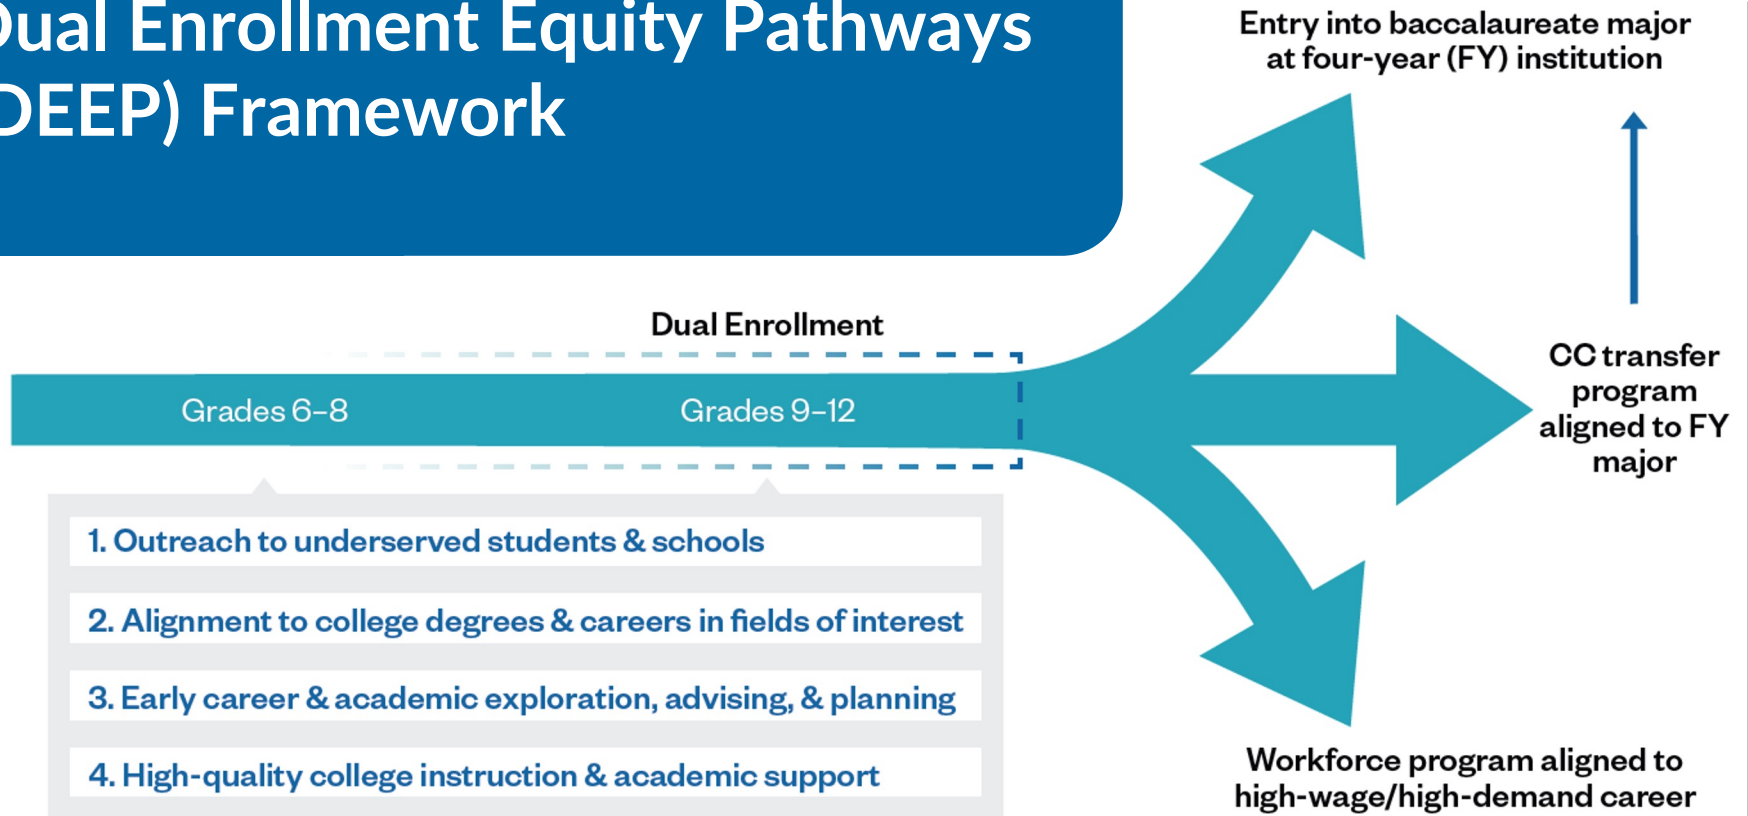 Dual Enrollment Equity Pathways
(DEEP) Framework
Entry into baccalaureate major
at four-year (FY) institution
Dual Enrollment
Grades 6–8
Grades 9–12
CC transfer
program
aligned to FY
major
1. Outreach to underserved students & schools
2. Alignment to college degrees & careers in fields of interest
3. Early career & academic exploration, advising, & planning
4. High-quality college instruction & academic support
Workforce program aligned to
high-wage/high-demand career